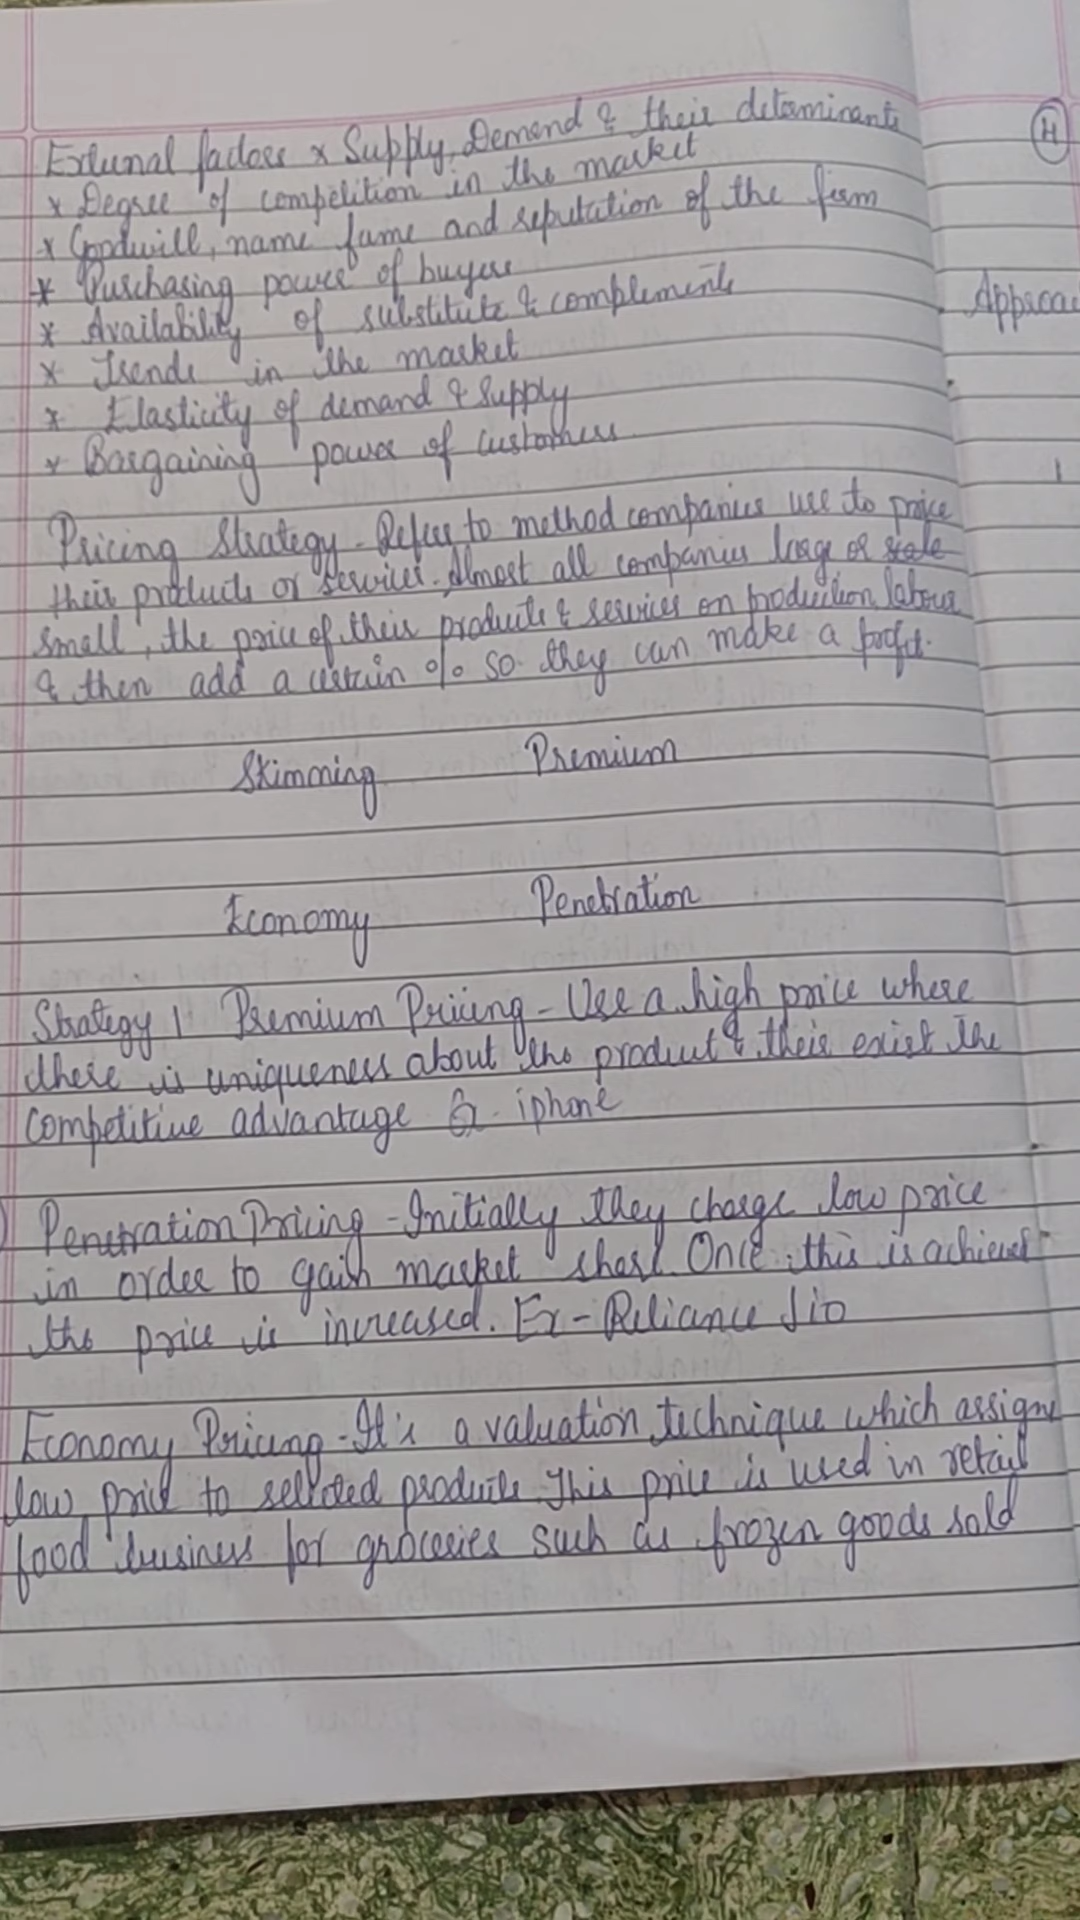 External factors x Supply, Demand & their determinants
x Degree of competition in the market
x Goodwill, name fame and reputation of the firm
x Purchasing power of buyers
x Availability of substitute & complements
x Trends in the market
x Elasticity of demand & supply
x Bargaining power of customers
Pricing Strategy - Refers to method companies use to price
their products or services. Almost all companies large or
small, the price of their products & services on production, labour
& then add a certain % so they can make a profit.
Skimming Premium
Economy Penetration
Strategy 1 Premium Pricing - Use a high price where
there is uniqueness about the product & their exist the
competitive advantage Ex- iphone
Penetration Pricing - Initially they charge low price
in order to gain market share. Once this is achieved
the price is increased. Ex- Reliance Jio
Economy Pricing - It is a valuation technique which assigns
low price to selected products. This price is used in retail
food business for groceries such as frozen goods sold
H
Approa
1